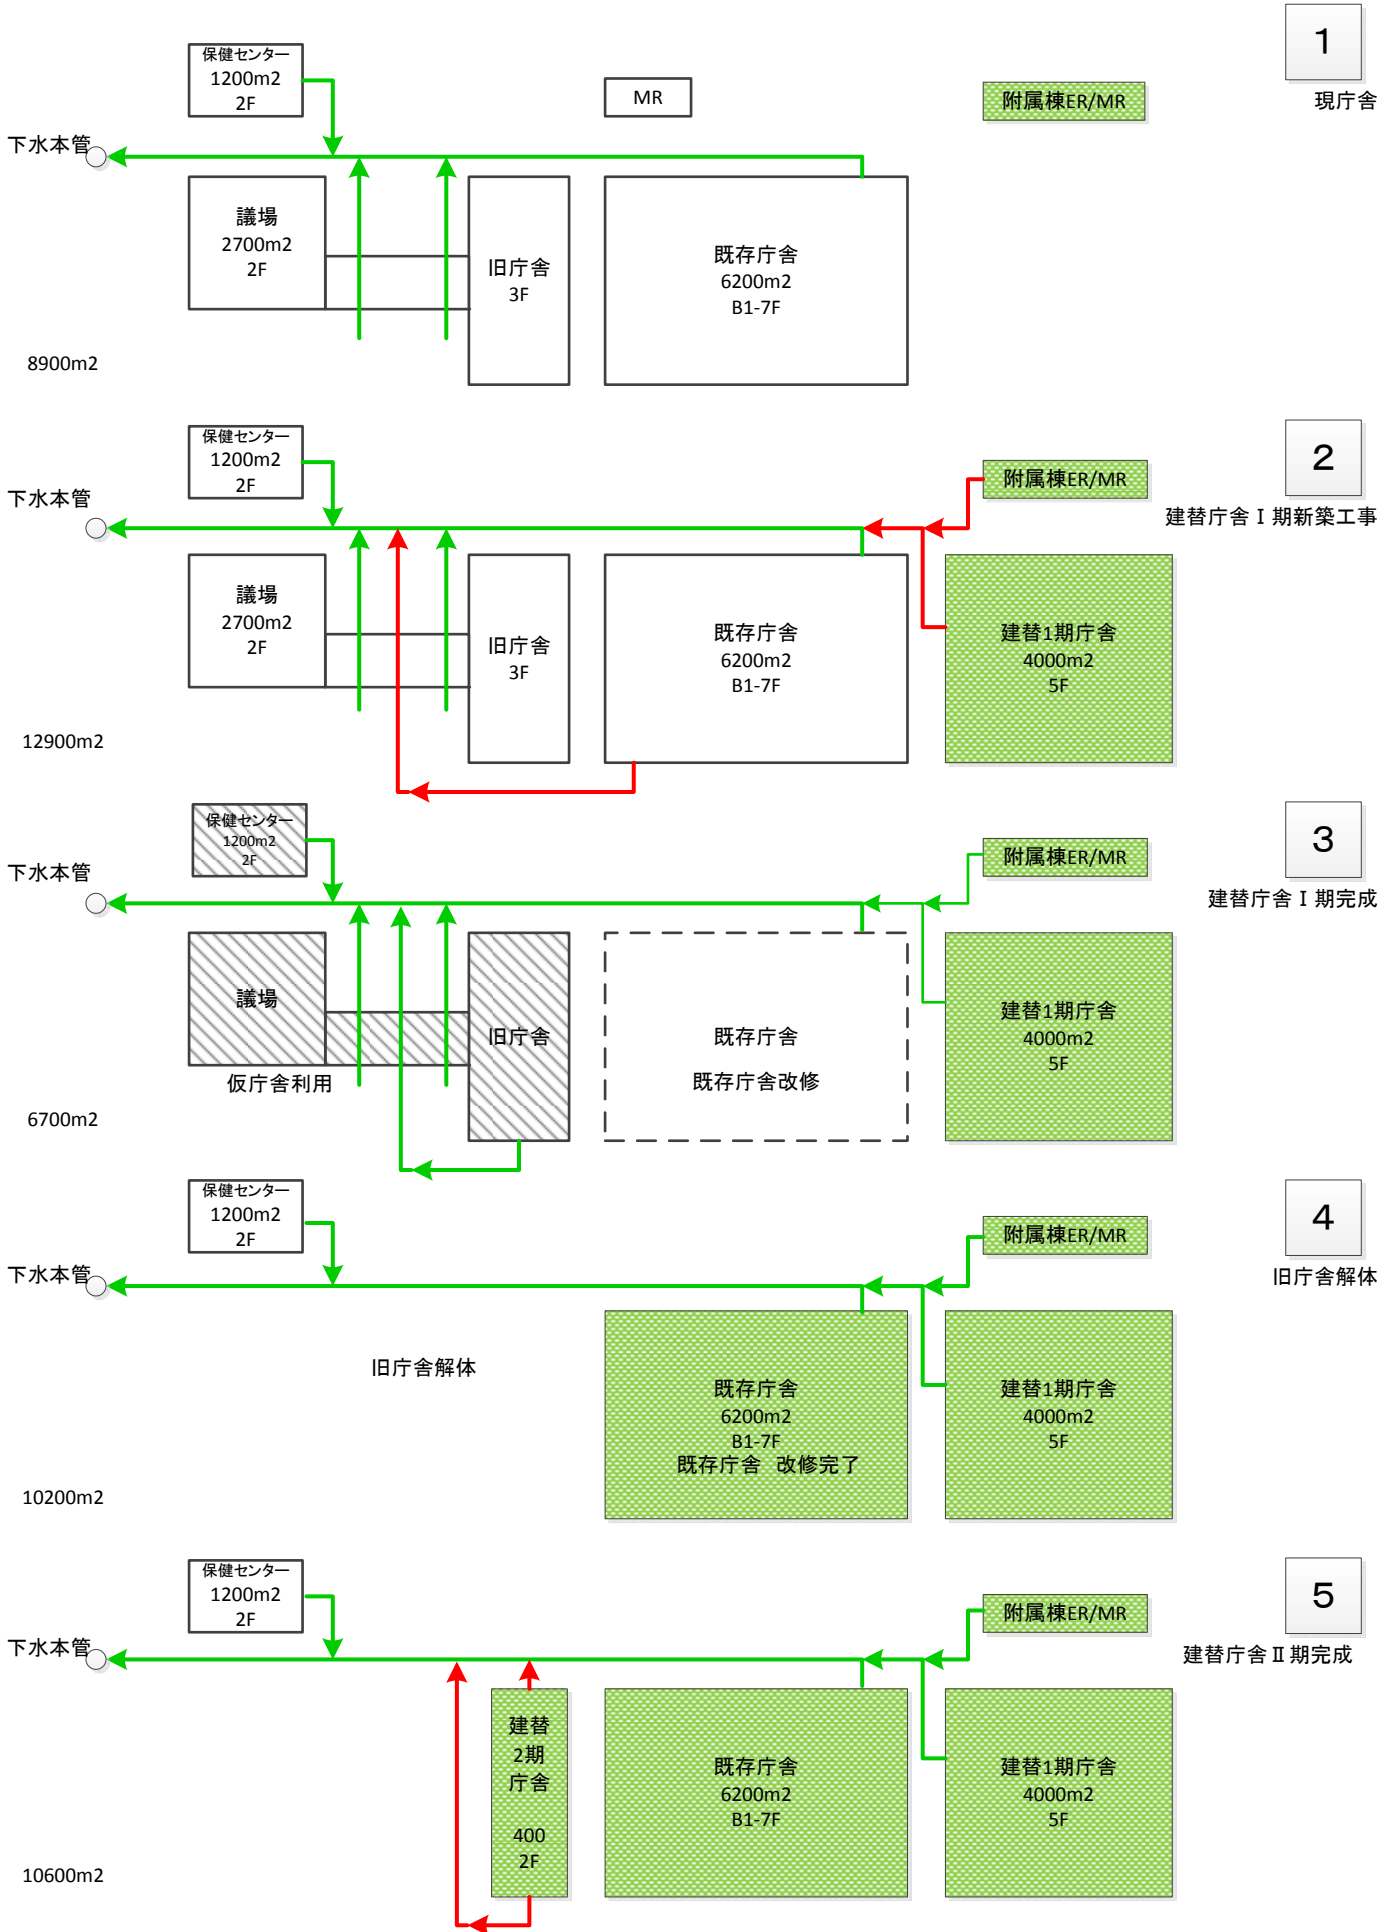 1
現庁舎
保健センター
1200m2
2F
MR
附属棟ER/MR
下水本管
議場
2700m2
2F
旧庁舎
3F
既存庁舎
6200m2
B1-7F
8900m2
2
建替庁舎Ⅰ期新築工事
保健センター
1200m2
2F
附属棟ER/MR
下水本管
議場
2700m2
2F
旧庁舎
3F
既存庁舎
6200m2
B1-7F
建替1期庁舎
4000m2
5F
12900m2
3
建替庁舎Ⅰ期完成
保健センター
1200m2
2F
附属棟ER/MR
下水本管
議場
旧庁舎
仮庁舎利用
既存庁舎
既存庁舎改修
建替1期庁舎
4000m2
5F
6700m2
4
旧庁舎解体
保健センター
1200m2
2F
附属棟ER/MR
下水本管
旧庁舎解体
既存庁舎
6200m2
B1-7F
既存庁舎 改修完了
建替1期庁舎
4000m2
5F
10200m2
5
建替庁舎Ⅱ期完成
保健センター
1200m2
2F
附属棟ER/MR
下水本管
建替
2期
庁舎
400
2F
既存庁舎
6200m2
B1-7F
建替1期庁舎
4000m2
5F
10600m2